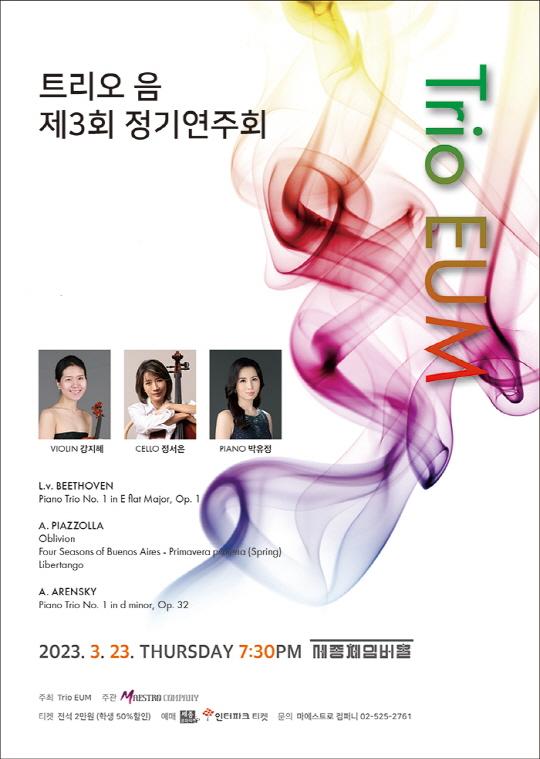 트리오 음
제3회 정기연주회
Trio EUM
VIOLIN 강지혜
CELLO 정서은
PIANO 박유정
L.v. BEETHOVEN
Piano Trio No. 1 in E flat Major, Op. 1
A. PIAZZOLLA
Oblivion
Four Seasons of Buenos Aires - Primavera porteña (Spring)
Libertango
A. ARENSKY
Piano Trio No. 1 in d minor, Op. 32
2023. 3. 23. THURSDAY 7:30PM 세종체임버홀
주최 Trio EUM 주관 MAESTRO COMPANY
티켓 전석 2만원 (학생 50%할인) 예매 세종 인터파크 티켓 문의 마에스트로 컴퍼니 02-525-2761